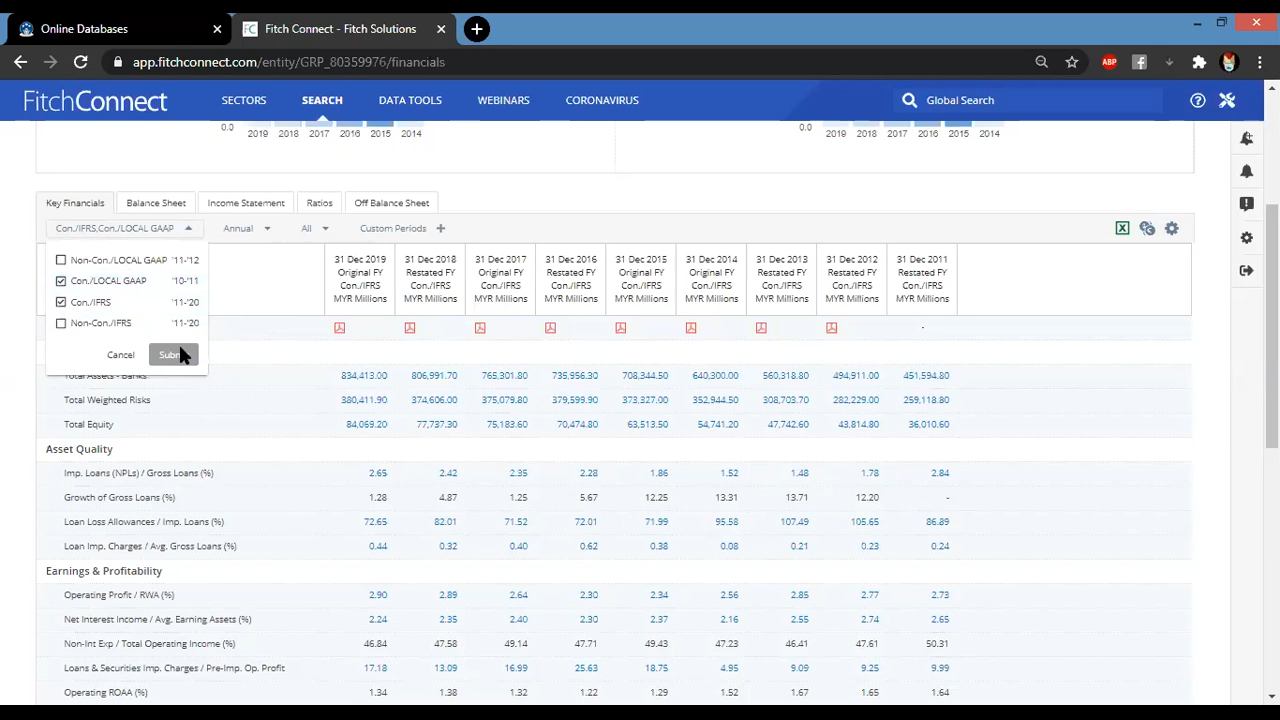 Online Databases
FC Fitch Connect - Fitch Solutions
app.fitchconnect.com/entity/GRP_80359976/financials
ABP
FitchConnect SECTORS SEARCH DATA TOOLS WEBINARS CORONAVIRUS Global Search
0.0 2019 2018 2017 2016 2015 2014 0.0 2019 2018 2017 2016 2015 2014
Key Financials Balance Sheet Income Statement Ratios Off Balance Sheet
Con./IFRS,Con./LOCAL GAAP Annual All Custom Periods
Non-Con./LOCAL GAAP '11-'12
Con./LOCAL GAAP '10-'11
Con./IFRS '11-'20
Non-Con./IFRS '11-'20
Cancel
31 Dec 2019 31 Dec 2018 31 Dec 2017 31 Dec 2016 31 Dec 2015 31 Dec 2014 31 Dec 2013 31 Dec 2012 31 Dec 2011
Original FY Restated FY Original FY Restated FY Original FY Original FY Restated FY Restated FY Restated FY
Con./IFRS Con./IFRS Con./IFRS Con./IFRS Con./IFRS Con./IFRS Con./IFRS Con./IFRS Con./IFRS
MYR Millions MYR Millions MYR Millions MYR Millions MYR Millions MYR Millions MYR Millions MYR Millions MYR Millions
-
Total Assets - Banks 834,413.00 806,991.70 765,301.80 735,956.30 708,344.50 640,300.00 560,318.80 494,911.00 451,594.80
Total Weighted Risks 380,411.90 374,606.00 375,079.80 379,599.90 373,327.00 352,944.50 308,703.70 282,229.00 259,118.80
Total Equity 84,069.20 77,737.30 75,183.60 70,474.80 63,513.50 54,741.20 47,742.60 43,814.80 36,010.60
Asset Quality
Imp. Loans (NPLs) / Gross Loans (%) 2.65 2.42 2.35 2.28 1.86 1.52 1.48 1.78 2.84
Growth of Gross Loans (%) 1.28 4.87 1.25 5.67 12.25 13.31 13.71 12.20 -
Loan Loss Allowances / Imp. Loans (%) 72.65 82.01 71.52 72.01 71.99 95.58 107.49 105.65 86.89
Loan Imp. Charges / Avg. Gross Loans (%) 0.44 0.32 0.40 0.62 0.38 0.08 0.21 0.23 0.24
Earnings & Profitability
Operating Profit / RWA (%) 2.90 2.89 2.64 2.30 2.34 2.56 2.85 2.77 2.73
Net Interest Income / Avg. Earning Assets (%) 2.24 2.35 2.40 2.30 2.37 2.16 2.55 2.74 2.65
Non-Int Exp / Total Operating Income (%) 46.84 47.58 49.14 47.71 49.43 47.23 46.41 47.61 50.31
Loans & Securities Imp. Charges / Pre-Imp. Op. Profit 17.18 13.09 16.99 25.63 18.75 4.95 9.09 9.25 9.99
Operating ROAA (%) 1.34 1.38 1.32 1.22 1.29 1.52 1.67 1.65 1.64